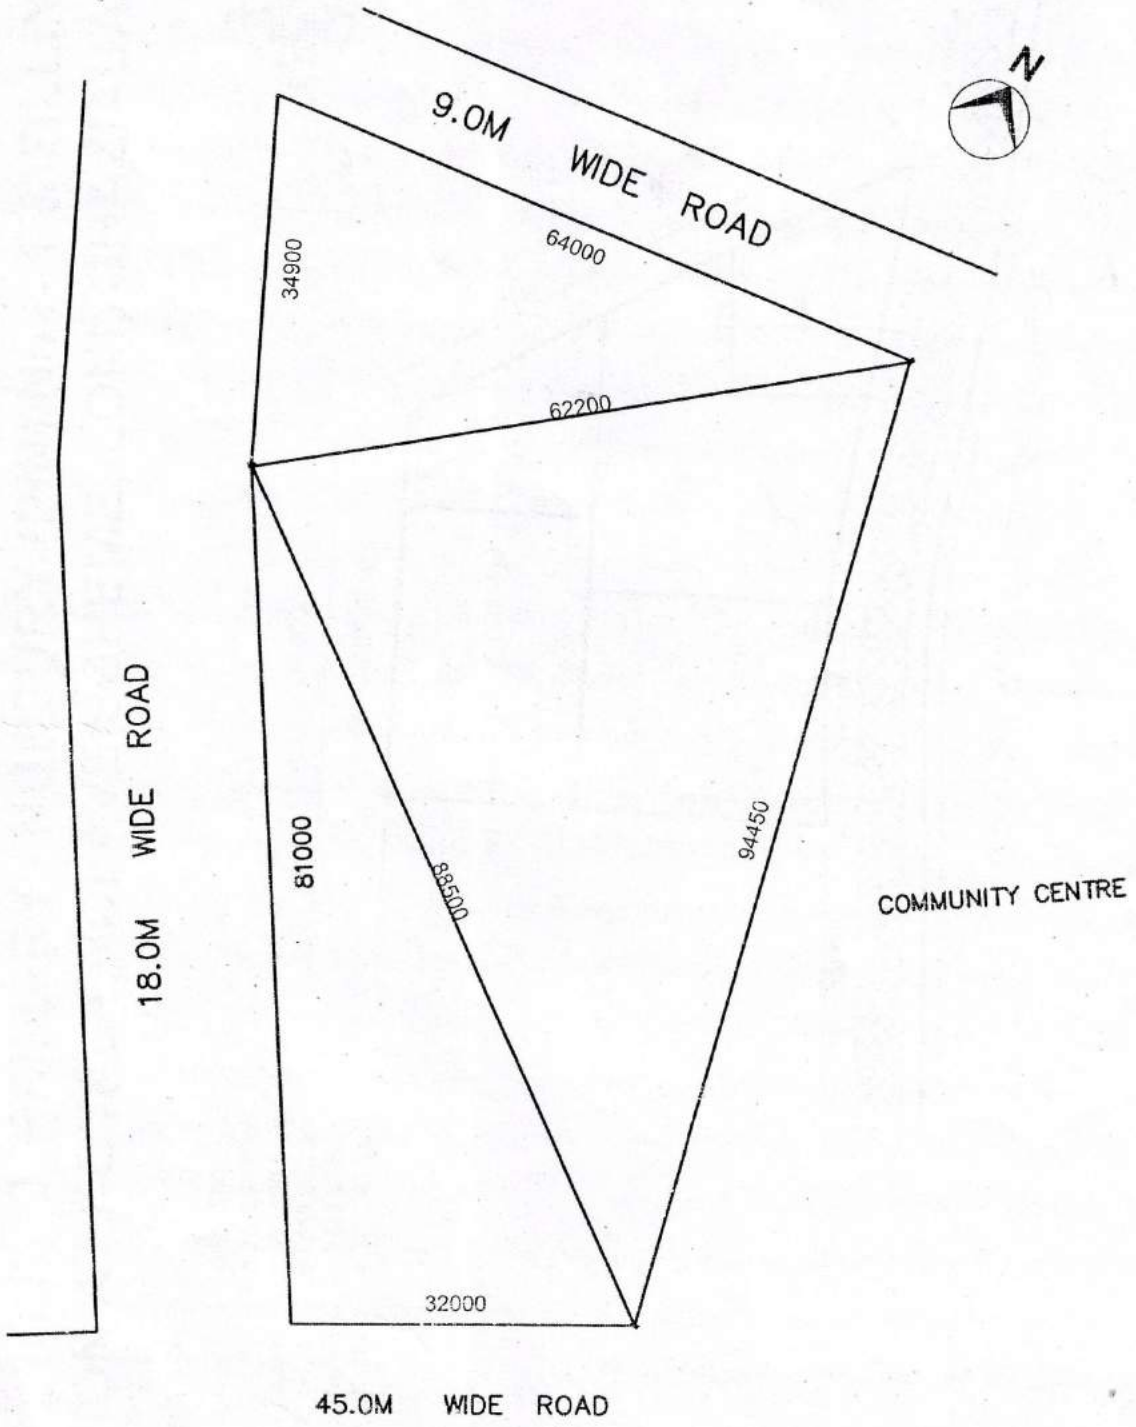 N
9.0M WIDE ROAD
64000
34900
62200
18.0M WIDE ROAD
81000
88500
94450
COMMUNITY CENTRE
32000
45.0M WIDE ROAD